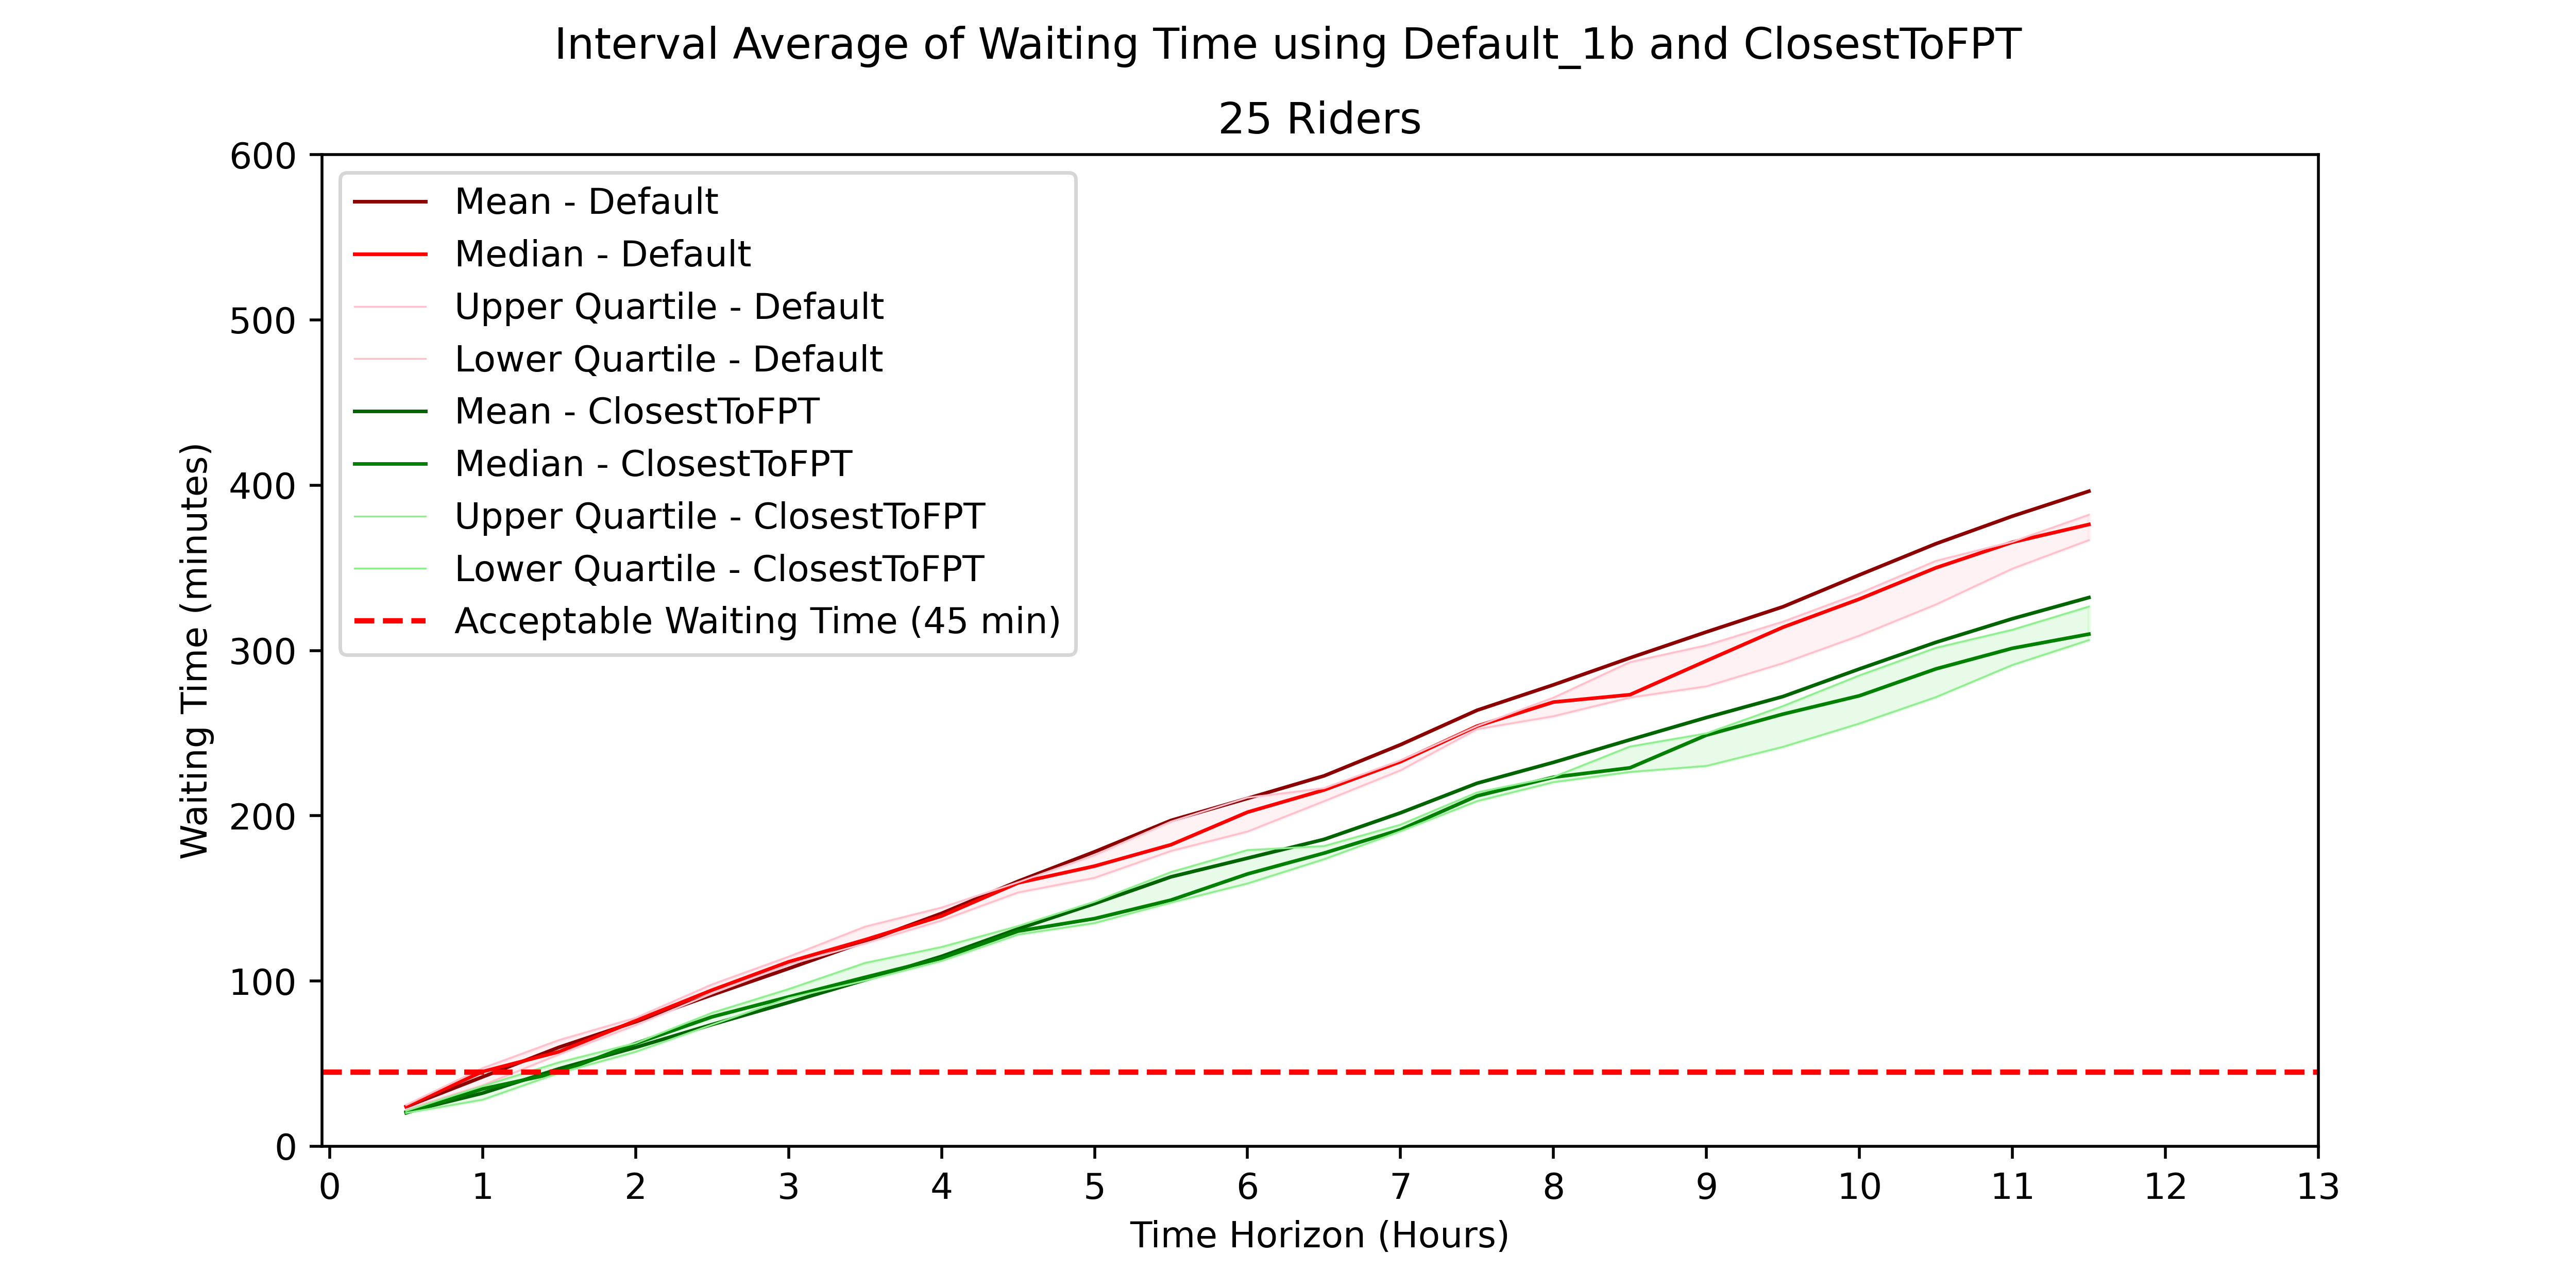 Interval Average of Waiting Time using Default_1b and ClosestToFPT
25 Riders
600
500
400
300
200
100
0
Waiting Time (minutes)
Mean - Default
Median - Default
Upper Quartile - Default
Lower Quartile - Default
Mean - ClosestToFPT
Median - ClosestToFPT
Upper Quartile - ClosestToFPT
Lower Quartile - ClosestToFPT
Acceptable Waiting Time (45 min)
0 1 2 3 4 5 6 7 8 9 10 11 12 13
Time Horizon (Hours)